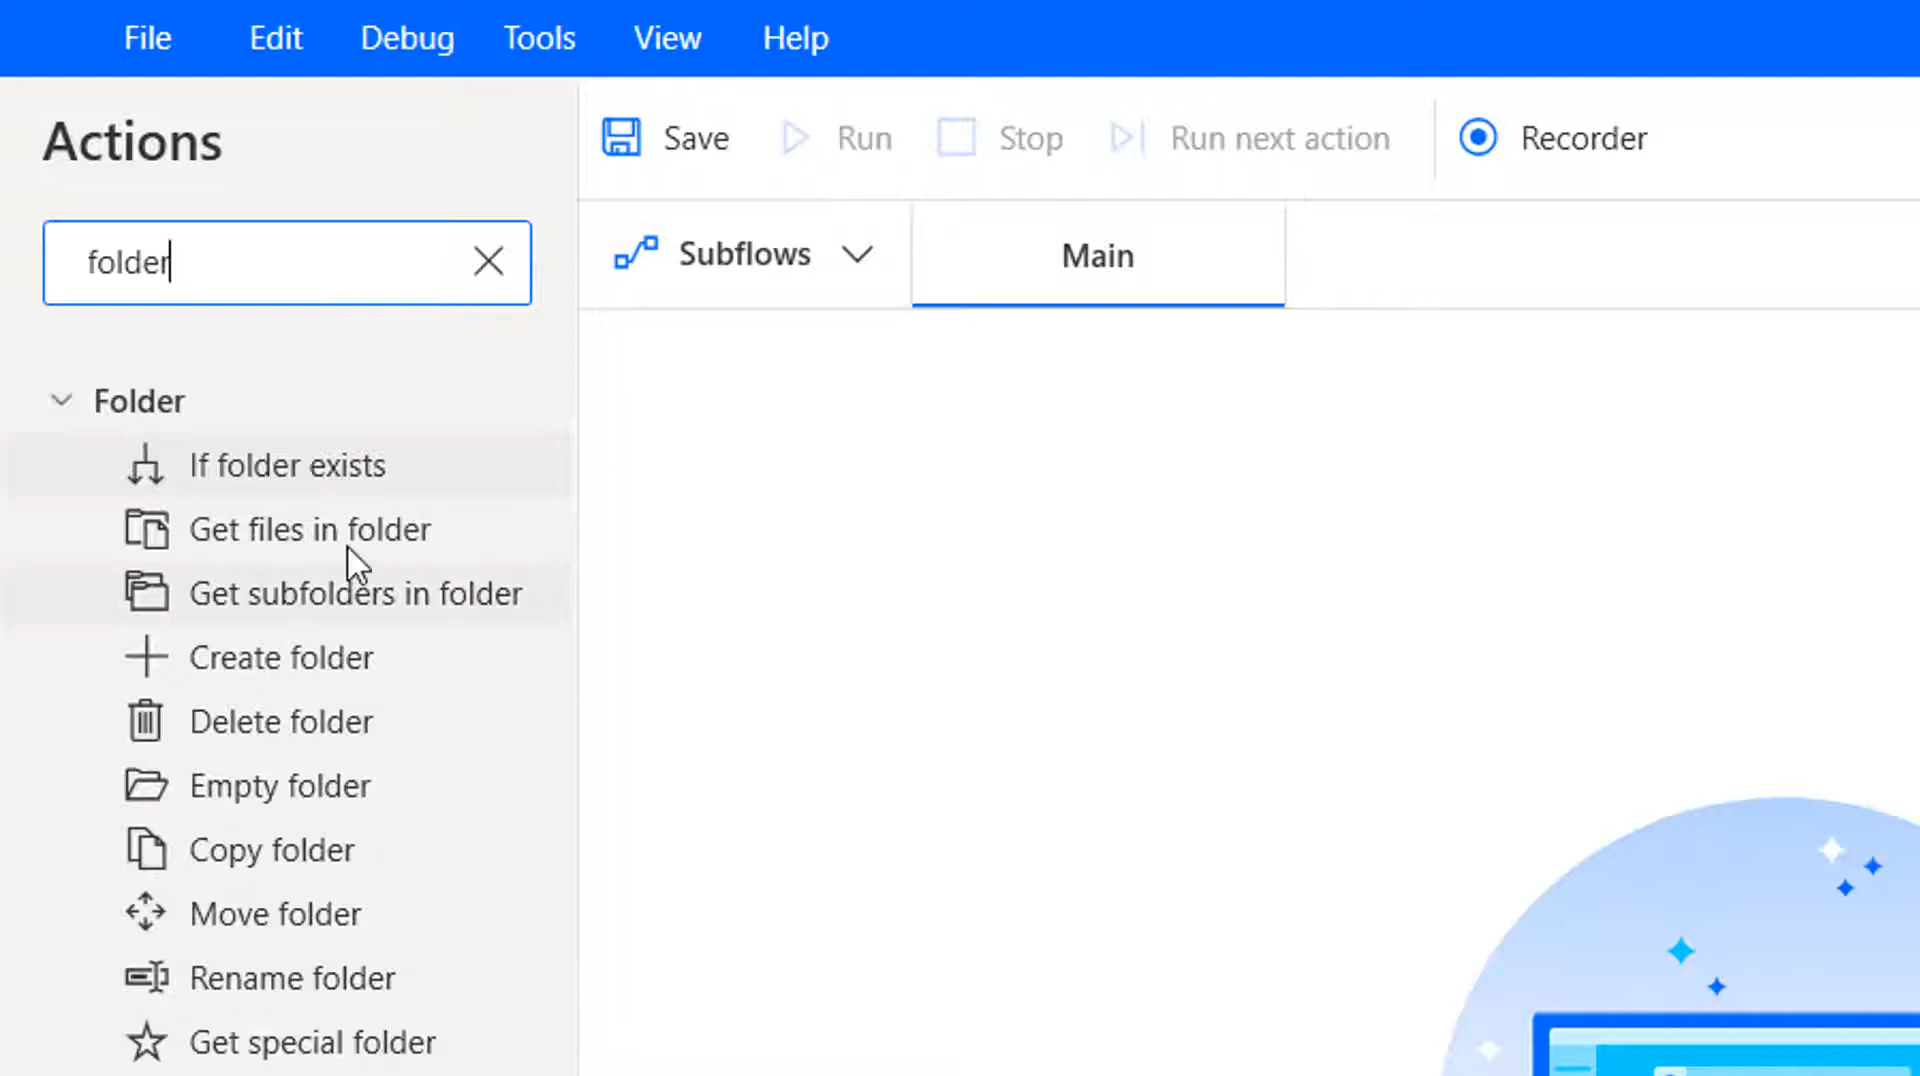 File Edit Debug Tools View Help
Actions
Save Run Stop Run next action Recorder
folder
Subflows Main
Folder
If folder exists
Get files in folder
Get subfolders in folder
Create folder
Delete folder
Empty folder
Copy folder
Move folder
Rename folder
Get special folder